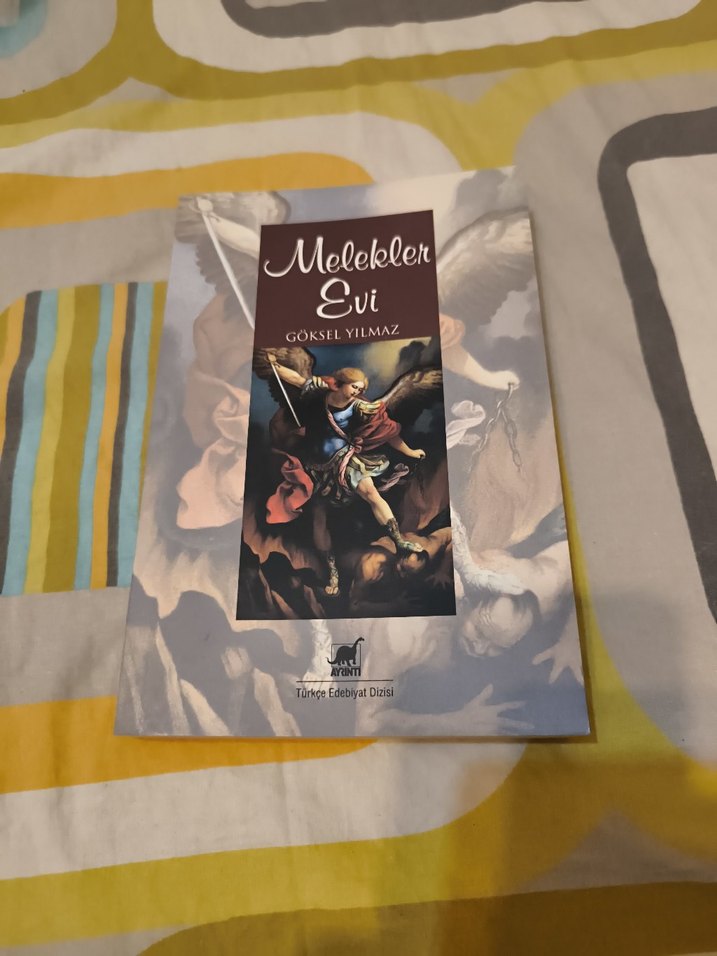 Melekler
Evi
GÖKSEL YILMAZ
AYRINTI
Türkçe Edebiyat Dizisi